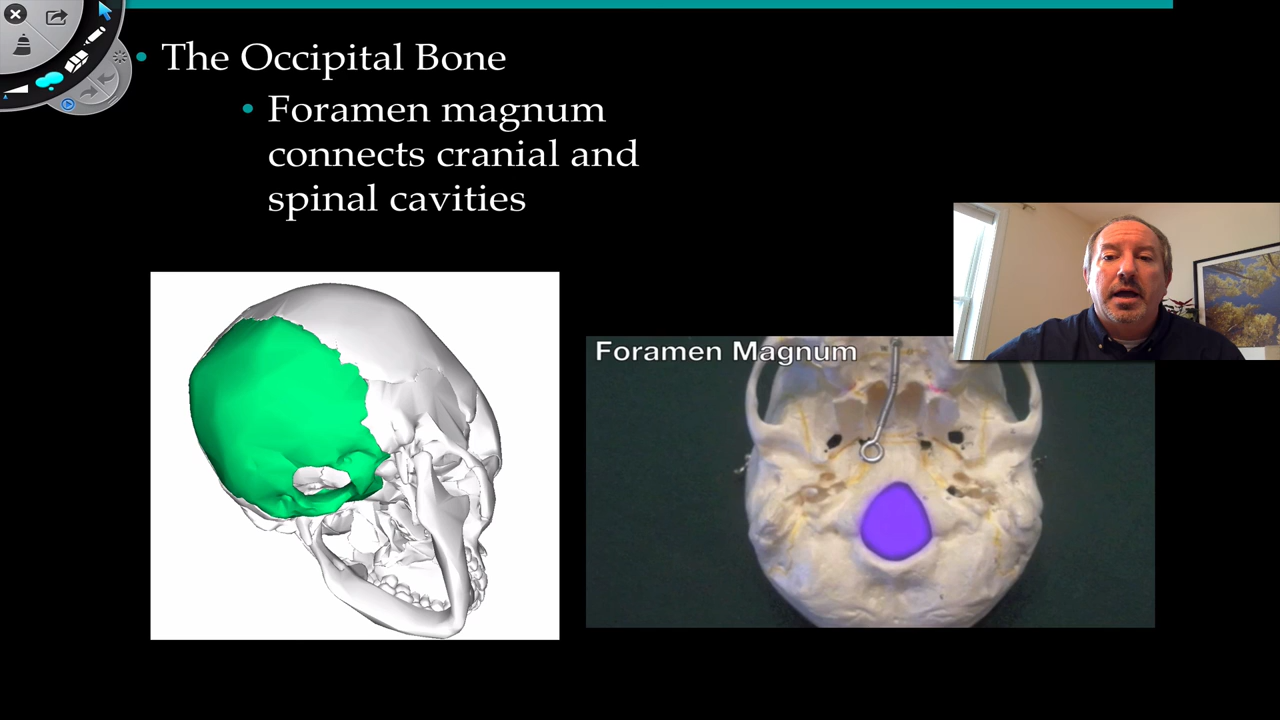 The Occipital Bone
Foramen magnum
connects cranial and
spinal cavities
Foramen Magnum